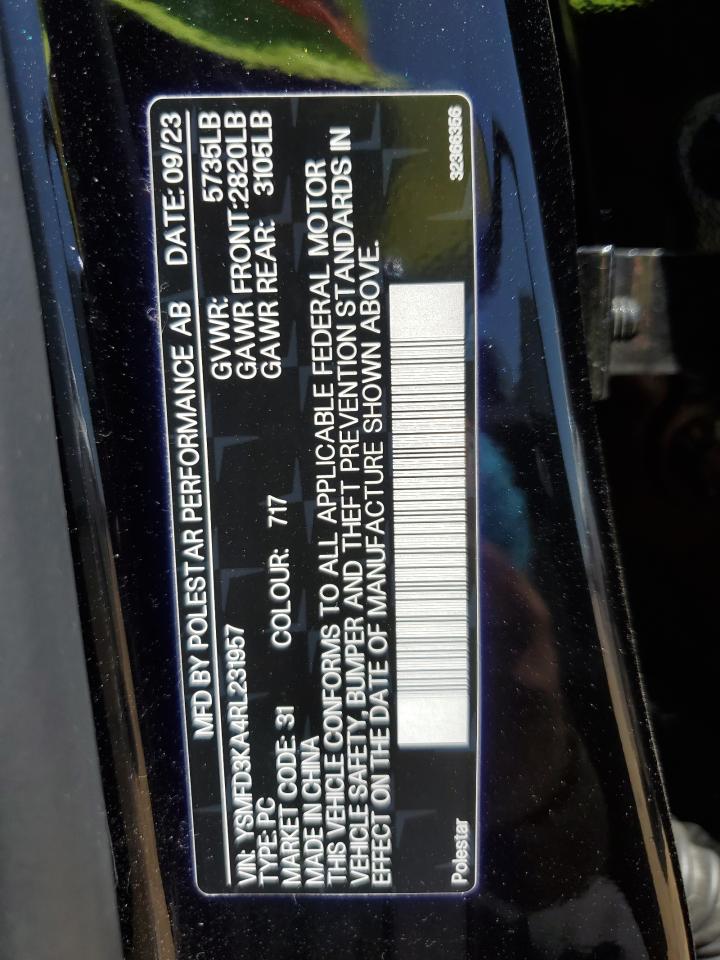 MFD BY POLESTAR PERFORMANCE AB DATE: 09/23
VIN: YSMFD3KA4RL231957 GVWR: 5735LB
TYPE: PC GAWR FRONT:2820LB
MARKET CODE: 31 COLOUR: 717 GAWR REAR: 3105LB
MADE IN CHINA
THIS VEHICLE CONFORMS TO ALL APPLICABLE FEDERAL MOTOR
VEHICLE SAFETY, BUMPER AND THEFT PREVENTION STANDARDS IN
EFFECT ON THE DATE OF MANUFACTURE SHOWN ABOVE.
Polestar 32366356